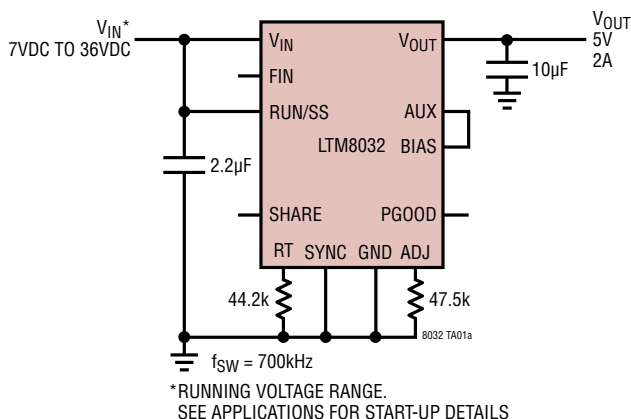 VIN*
7VDC TO 36VDC
VIN
FIN
RUN/SS
SHARE
VOUT
AUX
BIAS
PGOOD
LTM8032
RT SYNC GND ADJ
VOUT
5V
2A
10µF
2.2µF
44.2k
47.5k
8032 TA01a
fSW = 700kHz
*RUNNING VOLTAGE RANGE.
SEE APPLICATIONS FOR START-UP DETAILS